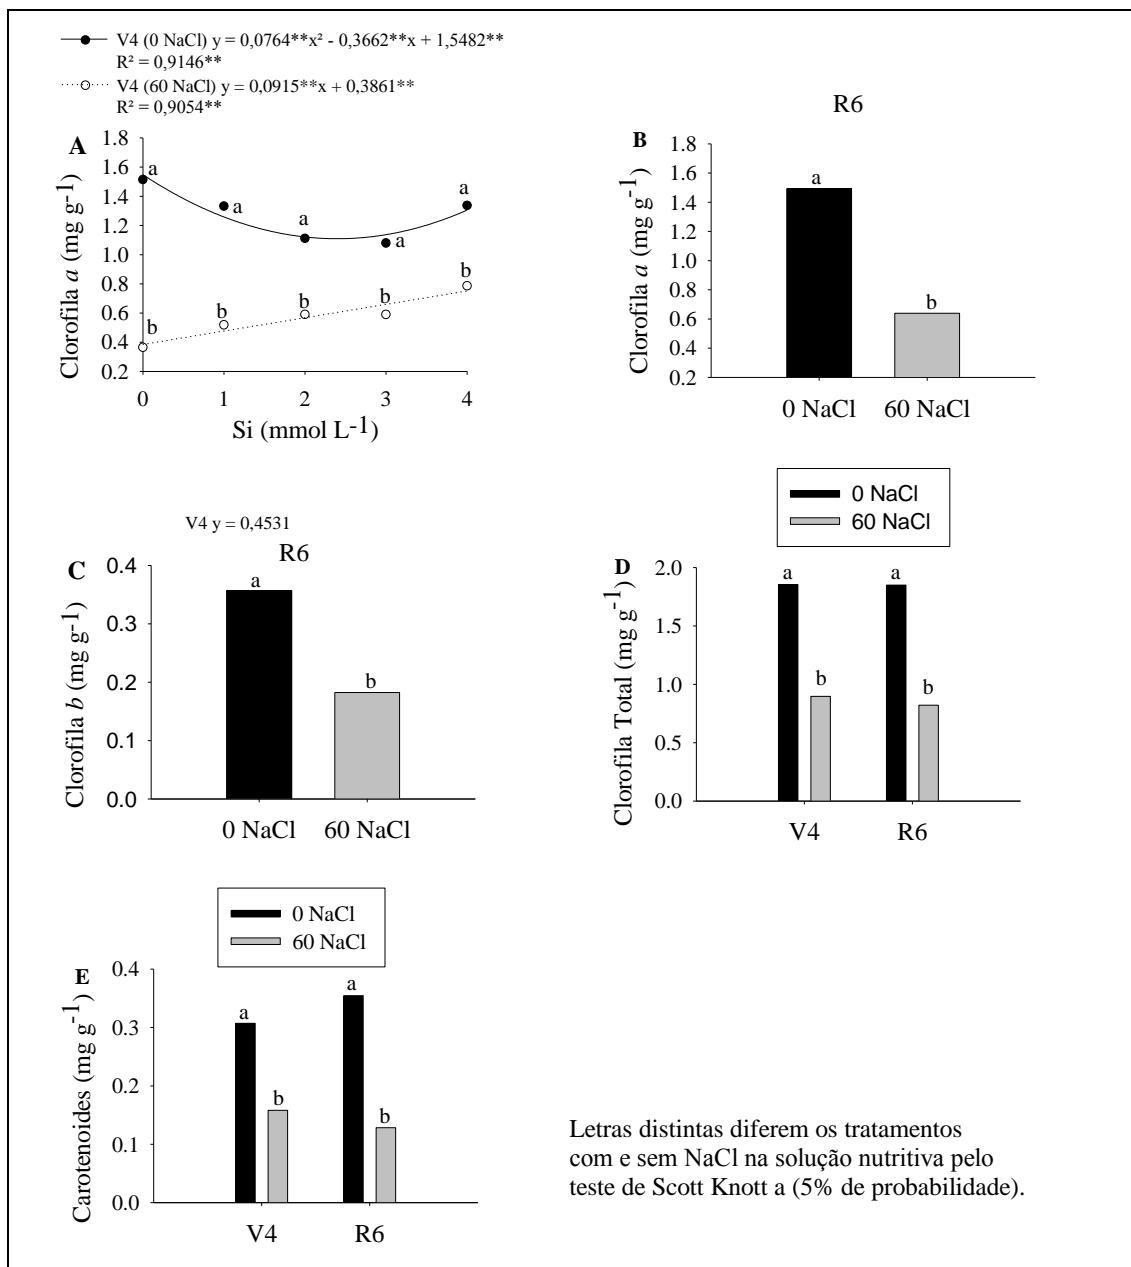 V4 (0 NaCl) y = 0,0764**x² - 0,3662**x + 1,5482**
R² = 0,9146**
V4 (60 NaCl) y = 0,0915**x + 0,3861**
R² = 0,9054**
A
1.8
1.6
1.4
1.2
1.0
0.8
0.6
0.4
0.2
Clorofila a (mg g-1)
a
a
a
a
a
b
b
b
b
b
0 1 2 3 4
Si (mmol L-1)
R6
B
1.8
1.6
1.4
1.2
1.0
0.8
0.6
0.4
0.2
Clorofila a (mg g-1)
a
b
0 NaCl 60 NaCl
V4 y = 0,4531
R6
C
0.4
0.3
0.2
0.1
0.0
Clorofila b (mg g-1)
a
b
0 NaCl 60 NaCl
0 NaCl
60 NaCl
D
2.0
1.5
1.0
0.5
0.0
Clorofila Total (mg g-1)
a
b
a
b
V4 R6
0 NaCl
60 NaCl
E
0.4
0.3
0.2
0.1
0.0
Carotenoides (mg g-1)
a
b
a
b
V4 R6
Letras distintas diferem os tratamentos
com e sem NaCl na solução nutritiva pelo
teste de Scott Knott a (5% de probabilidade).